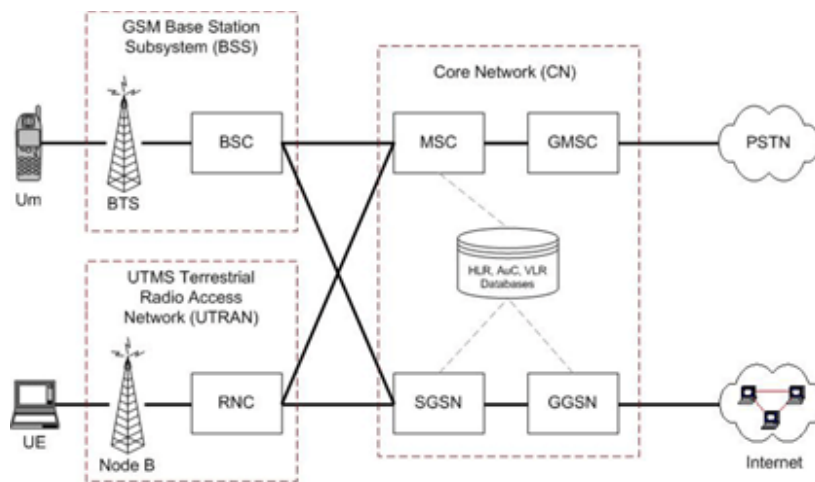 GSM Base Station
Subsystem (BSS)
Core Network (CN)
BSC
MSC
GMSC
PSTN
Um
BTS
HLR, AuC, VLR
Databases
UTMS Terrestrial
Radio Access
Network (UTRAN)
RNC
SGSN
GGSN
UE
Node B
Internet